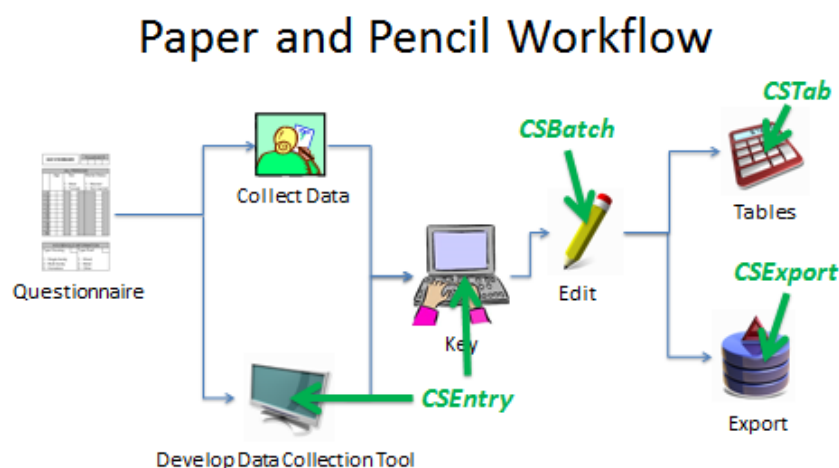 Paper and Pencil Workflow
CSTab
CSBatch
Collect Data
Tables
Questionnaire
Edit
CSExport
Key
CSEntry
Export
Develop Data Collection Tool